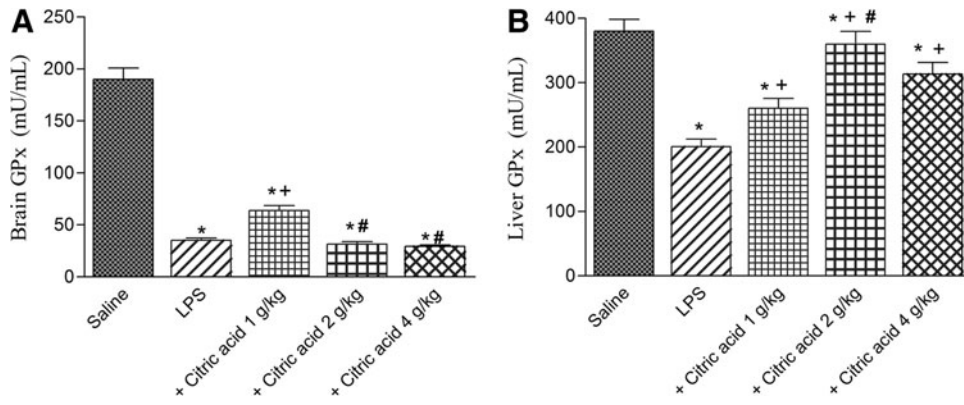 A
Brain GPx (mU/mL)
250
200
150
100
50
0
*
* +
* #
* #
Saline
LPS
+ Citric acid 1 g/kg
+ Citric acid 2 g/kg
+ Citric acid 4 g/kg
B
Liver GPx (mU/mL)
400
300
200
100
0
*
* +
* + #
* +
Saline
LPS
+ Citric acid 1 g/kg
+ Citric acid 2 g/kg
+ Citric acid 4 g/kg